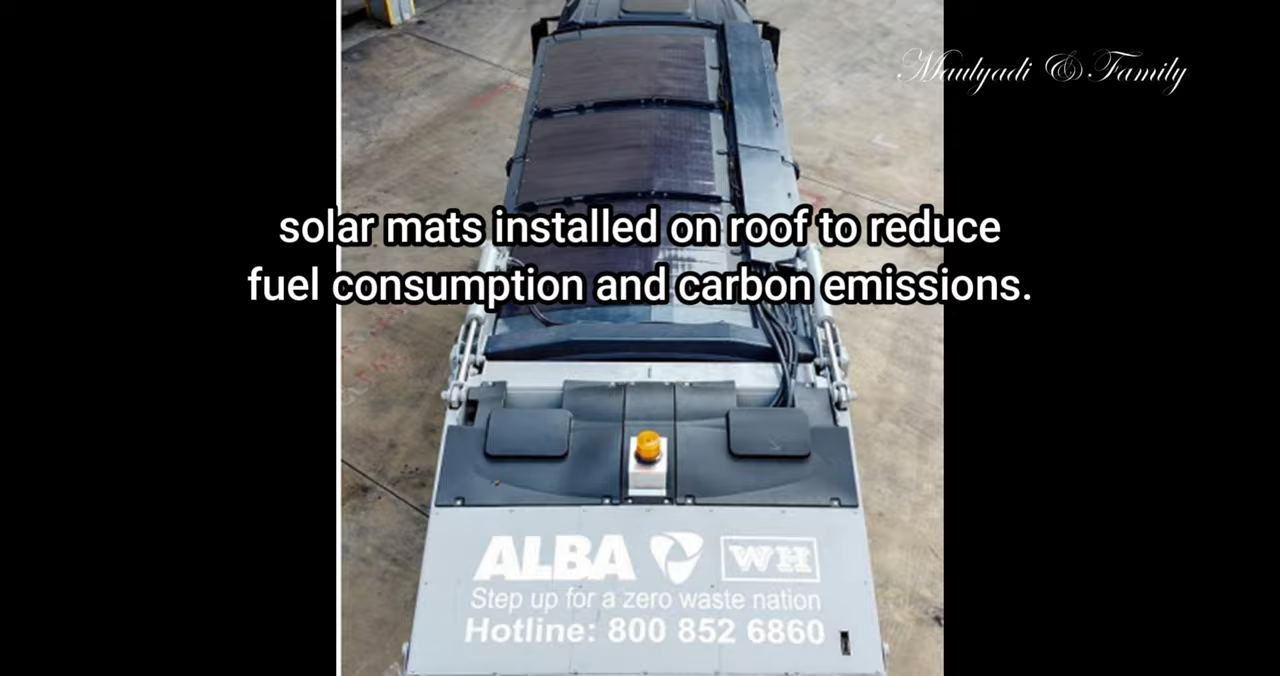 Maulyadi & Family
solar mats installed on roof to reduce
fuel consumption and carbon emissions.
ALBA WH
Step up for a zero waste nation
Hotline: 800 852 6860